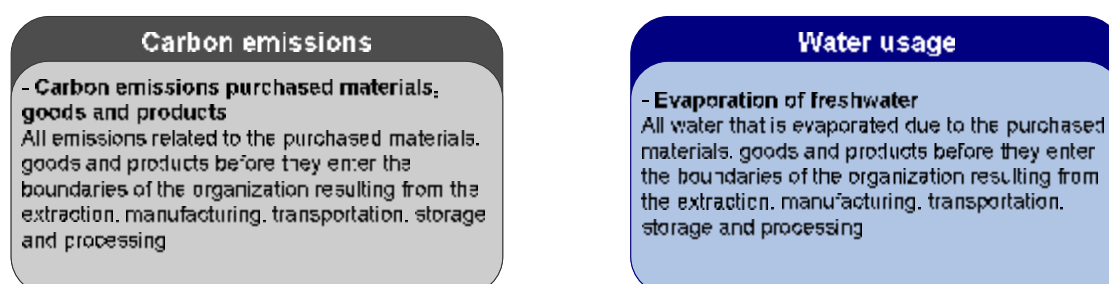 Carbon emissions
- Carbon emissions purchased materials,
goods and products
All emissions related to the purchased materials,
goods and products before they enter the
boundaries of the organization resulting from the
extraction, manufacturing, transportation, storage
and processing
Water usage
- Evaporation of freshwater
All water that is evaporated due to the purchased
materials, goods and products before they enter
the boundaries of the organization resulting from
the extraction, manufacturing, transportation,
storage and processing